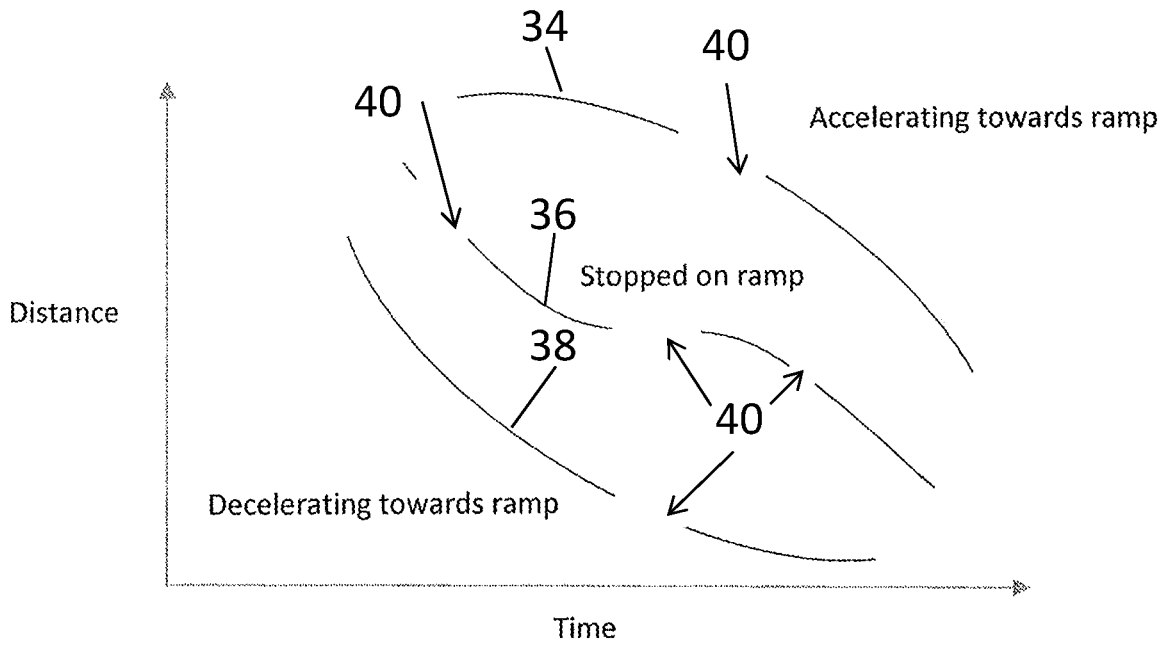 34
40
40
Accelerating towards ramp
36
Stopped on ramp
Distance
38
40
Decelerating towards ramp
Time